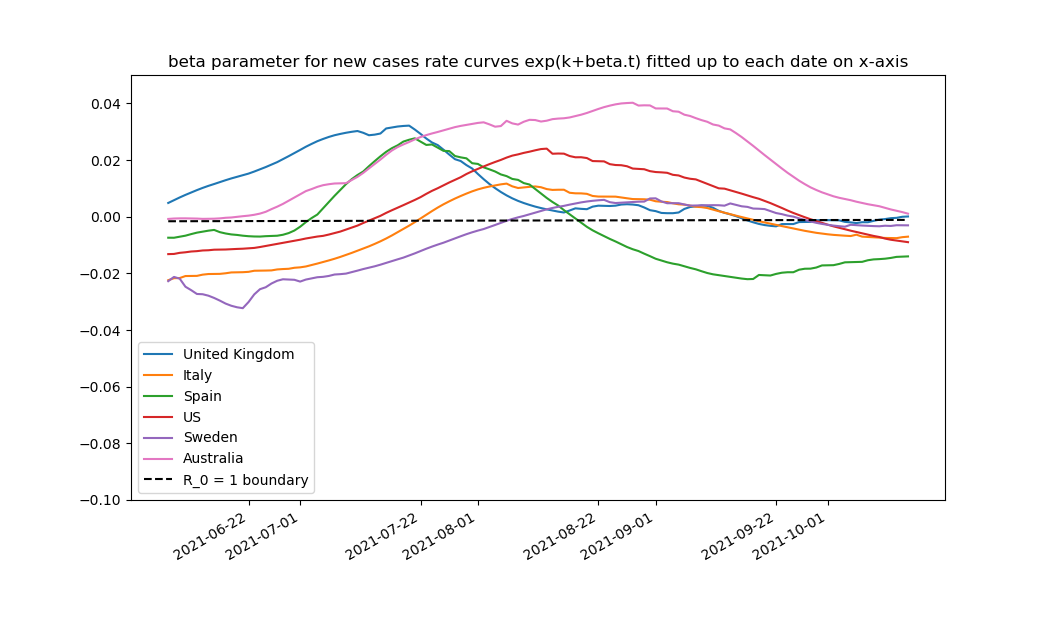 beta parameter for new cases rate curves exp(k+beta.t) fitted up to each date on x-axis
0.04
0.02
0.00
−0.02
−0.04
−0.06
−0.08
−0.10
United Kingdom
Italy
Spain
US
Sweden
Australia
R_0 = 1 boundary
2021-06-22
2021-07-01
2021-07-22
2021-08-01
2021-08-22
2021-09-01
2021-09-22
2021-10-01